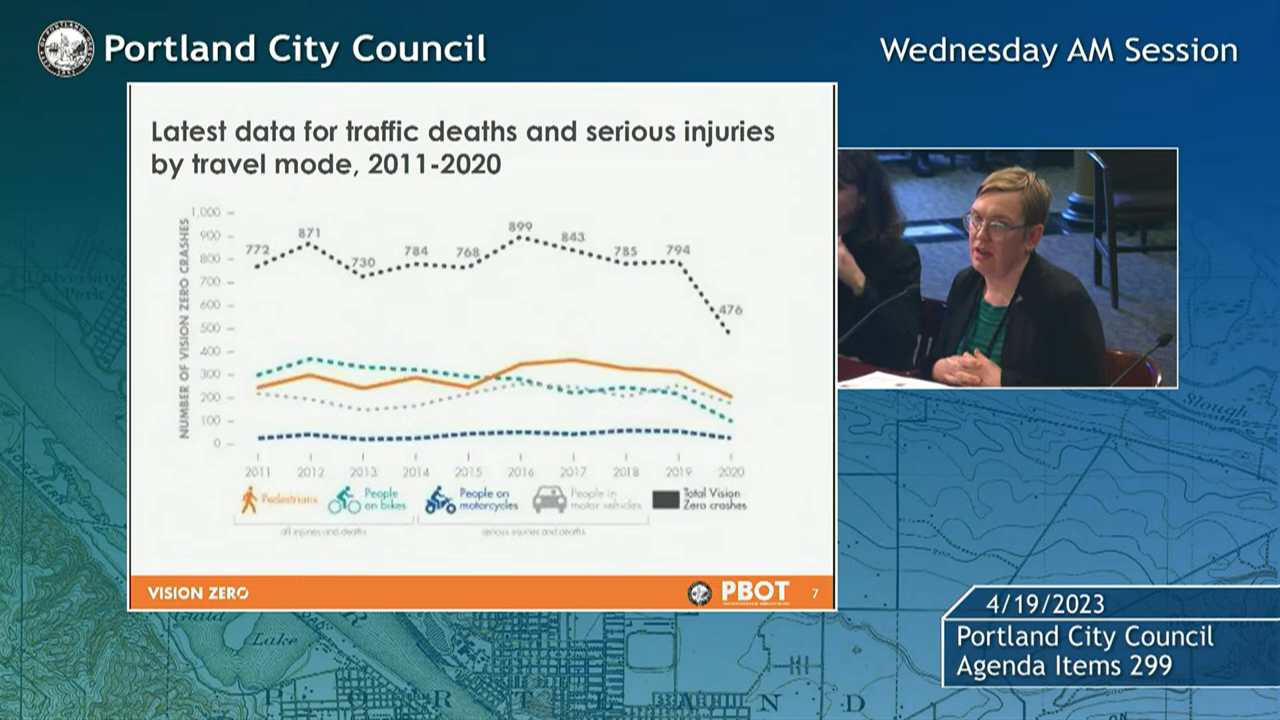 Portland City Council
Wednesday AM Session
Latest data for traffic deaths and serious injuries
by travel mode, 2011-2020
NUMBER OF VISION ZERO CRASHES
1,000
900
800
700
600
500
400
300
200
100
0
772
871
730
784
768
899
843
785
794
476
2011
2012
2013
2014
2015
2016
2017
2018
2019
2020
Pedestrians
People
on bikes
People on
motorcycles
People in
motor vehicles
Total Vision
Zero crashes
all injuries and deaths
serious injuries and deaths
VISION ZERO
PBOT
7
4/19/2023
Portland City Council
Agenda Items 299
Slough
Guild
Lake